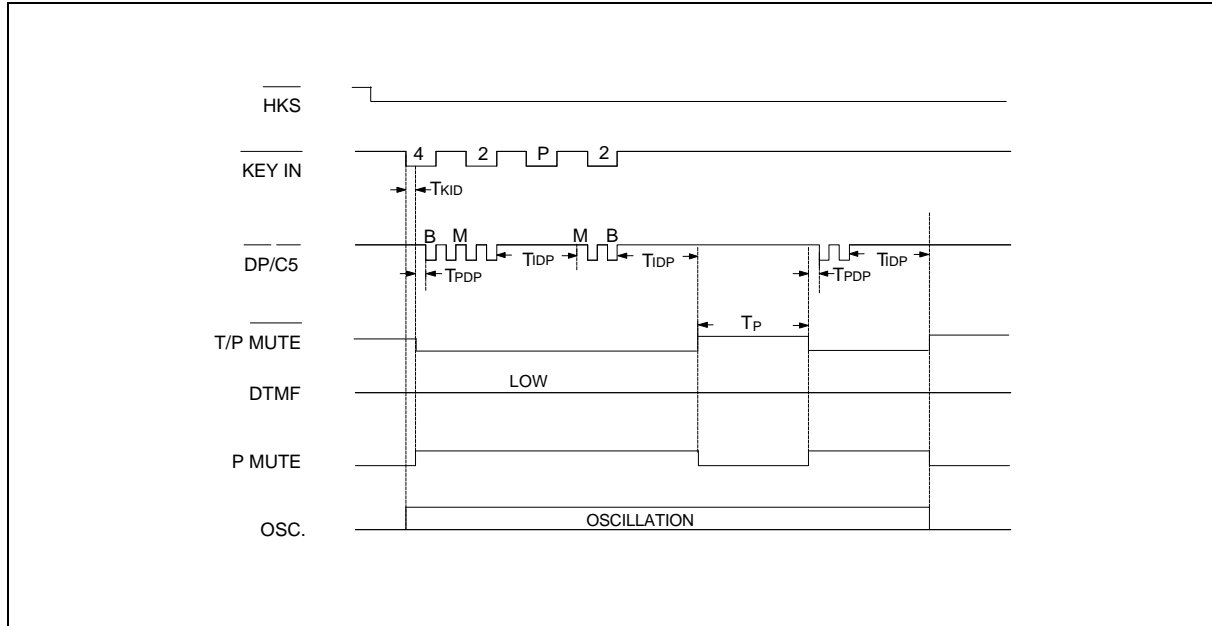 HKS
KEY IN
4 2 P 2
TKID
DP/C5
B M M B
TIDP TIDP TIDP
TPDP TPDP
T/P MUTE
TP
DTMF
LOW
P MUTE
OSC.
OSCILLATION